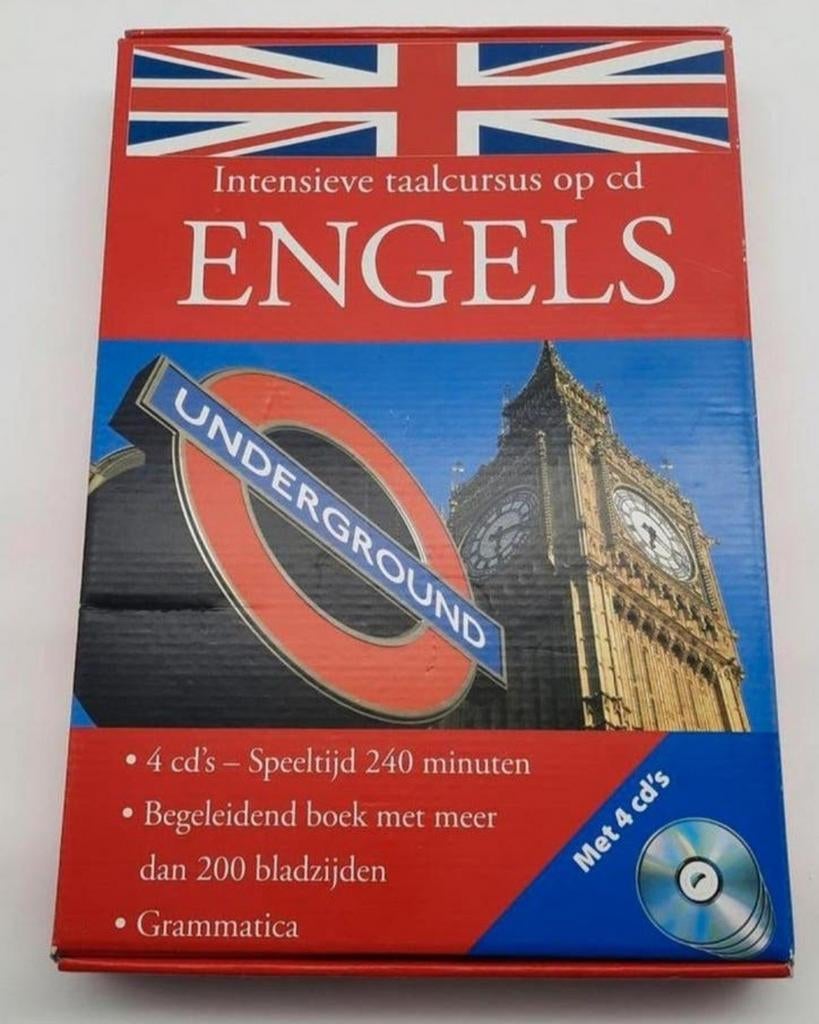 Intensieve taalcursus op cd
ENGELS
UNDERGROUND
• 4 cd's – Speeltijd 240 minuten
• Begeleidend boek met meer
dan 200 bladzijden
• Grammatica
Met 4 cd's